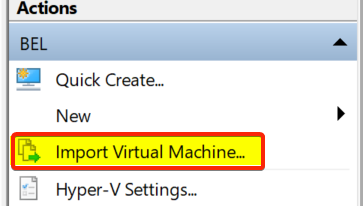 Actions
BEL
Quick Create...
New
Import Virtual Machine...
Hyper-V Settings...